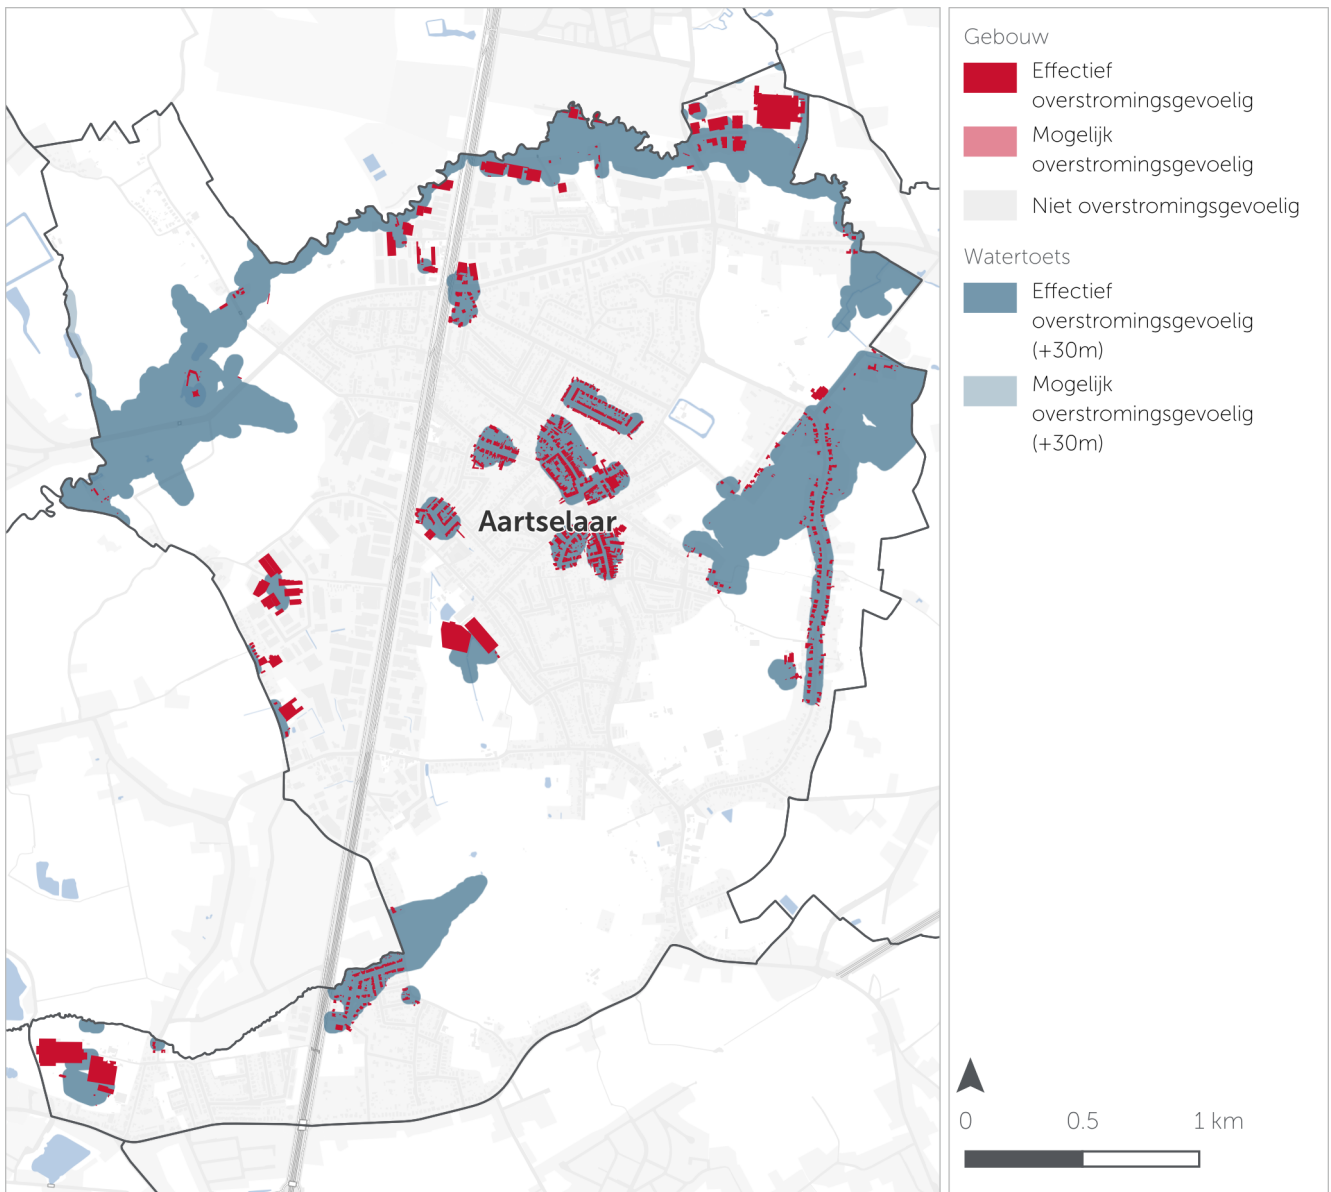 Aartselaar
Gebouw
Effectief
overstromingsgevoelig
Mogelijk
overstromingsgevoelig
Niet overstromingsgevoelig
Watertoets
Effectief
overstromingsgevoelig
(+30m)
Mogelijk
overstromingsgevoelig
(+30m)
0 0.5 1 km